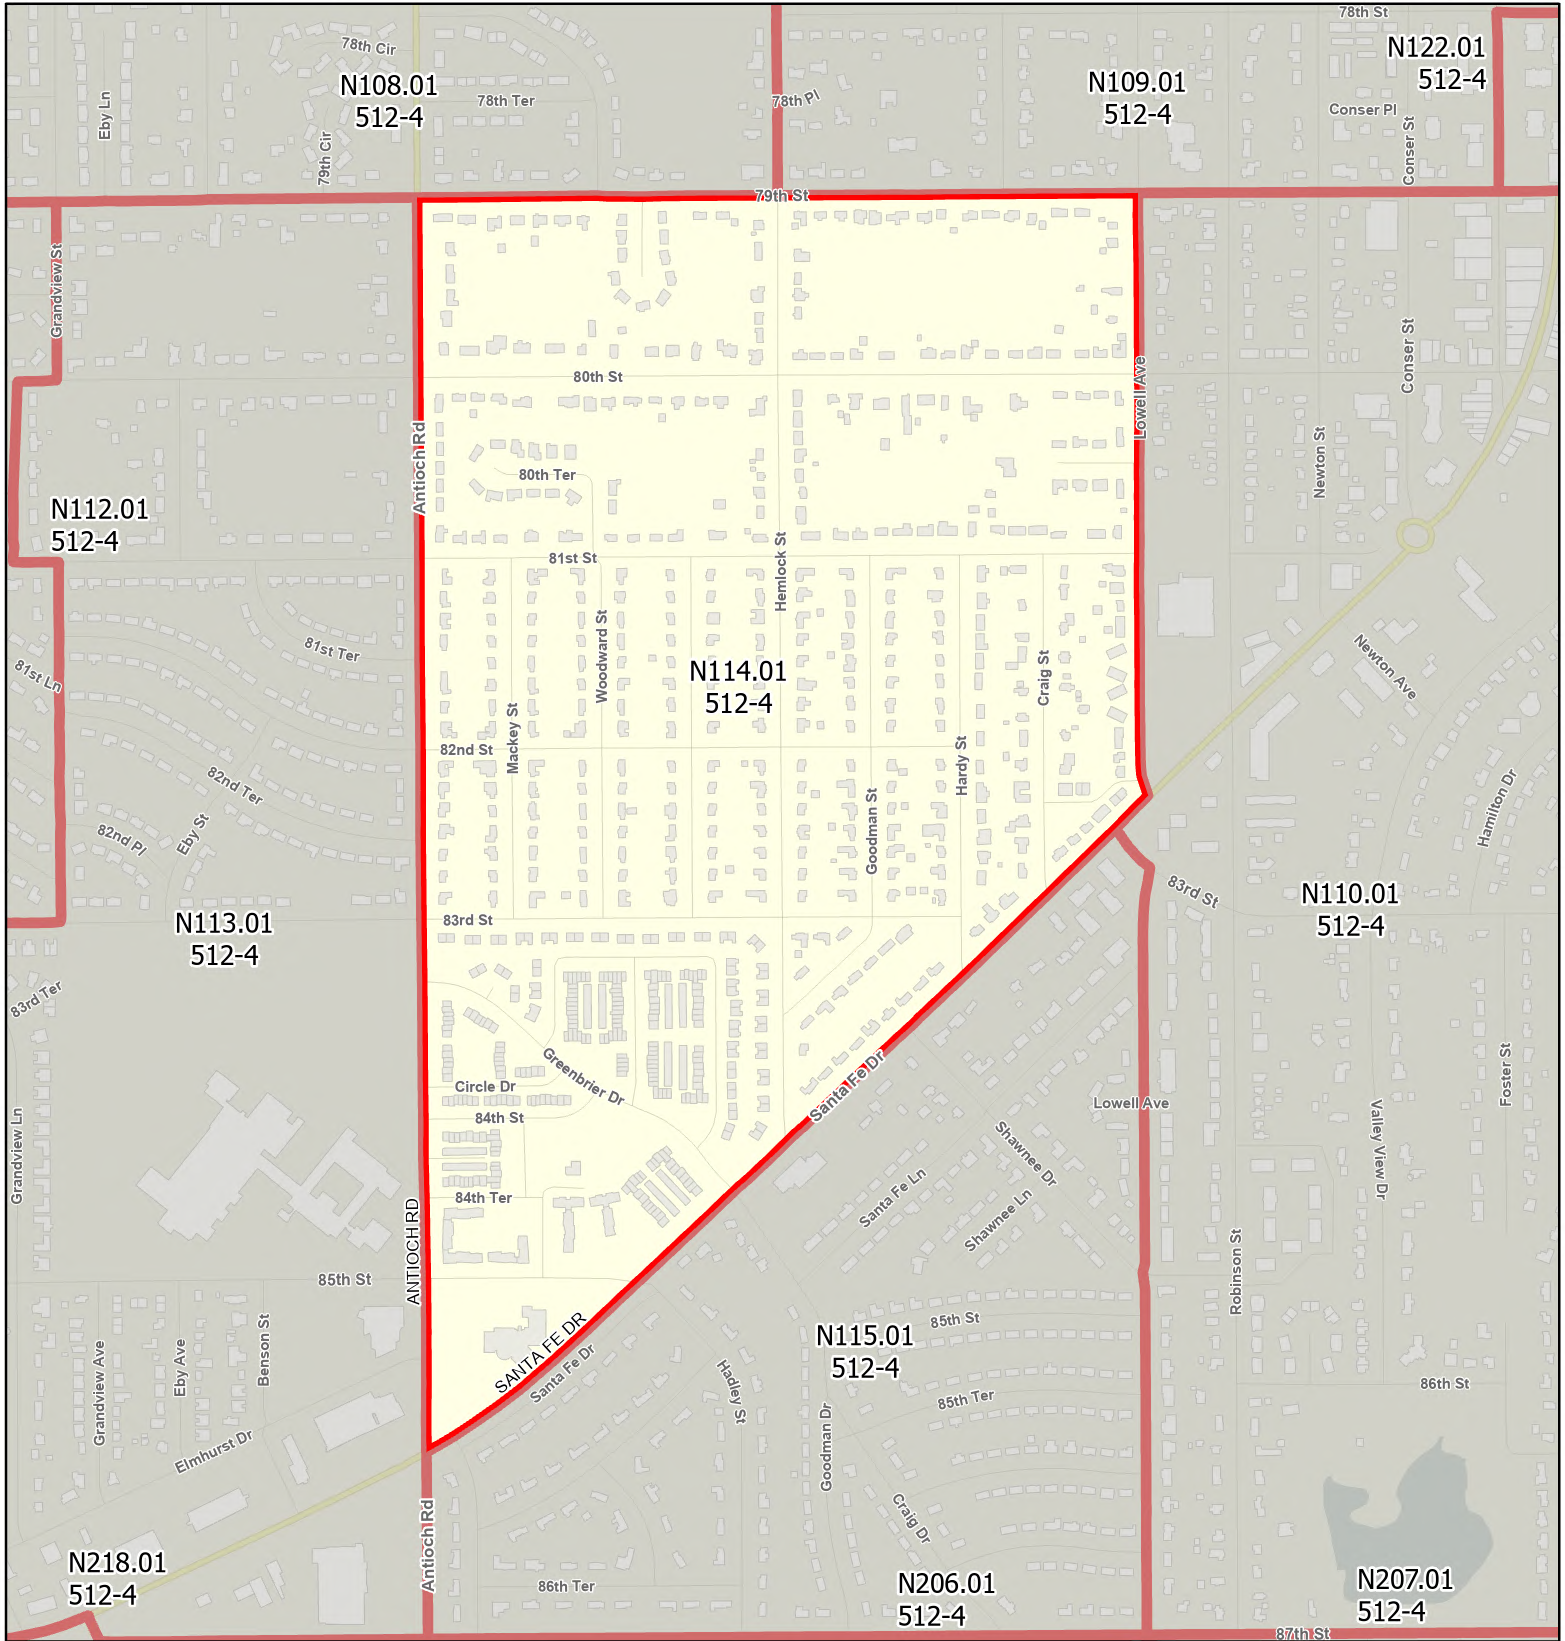 78th St
78th Cir
N122.01
512-4
N108.01
512-4
N109.01
512-4
Eby Ln
78th Ter
78th Pl
Conser Pl
79th Cir
Conser St
79th St
Grandview St
80th St
Lowell Ave
Conser St
Antioch Rd
80th Ter
Newton St
N112.01
512-4
81st St
Hemlock St
81st Ter
81st Ln
Woodward St
N114.01
512-4
Craig St
Newton Ave
Mackey St
82nd St
Hardy St
82nd Ter
Eby St
82nd Pl
Goodman St
Hamilton Dr
83rd St
N110.01
512-4
N113.01
512-4
83rd St
83rd Ter
Greenbrier Dr
Circle Dr
84th St
Santa Fe Dr
Lowell Ave
Foster St
Valley View Dr
Grandview Ln
Shawnee Dr
Santa Fe Ln
Shawnee Ln
84th Ter
ANTIOCH RD
85th St
Robinson St
N115.01
512-4
85th St
SANTA FE DR
Santa Fe Dr
Grandview Ave
Eby Ave
Benson St
Hadley St
86th St
85th Ter
Goodman Dr
Elmhurst Dr
Antioch Rd
Craig Dr
N218.01
512-4
86th Ter
N206.01
512-4
N207.01
512-4
87th St